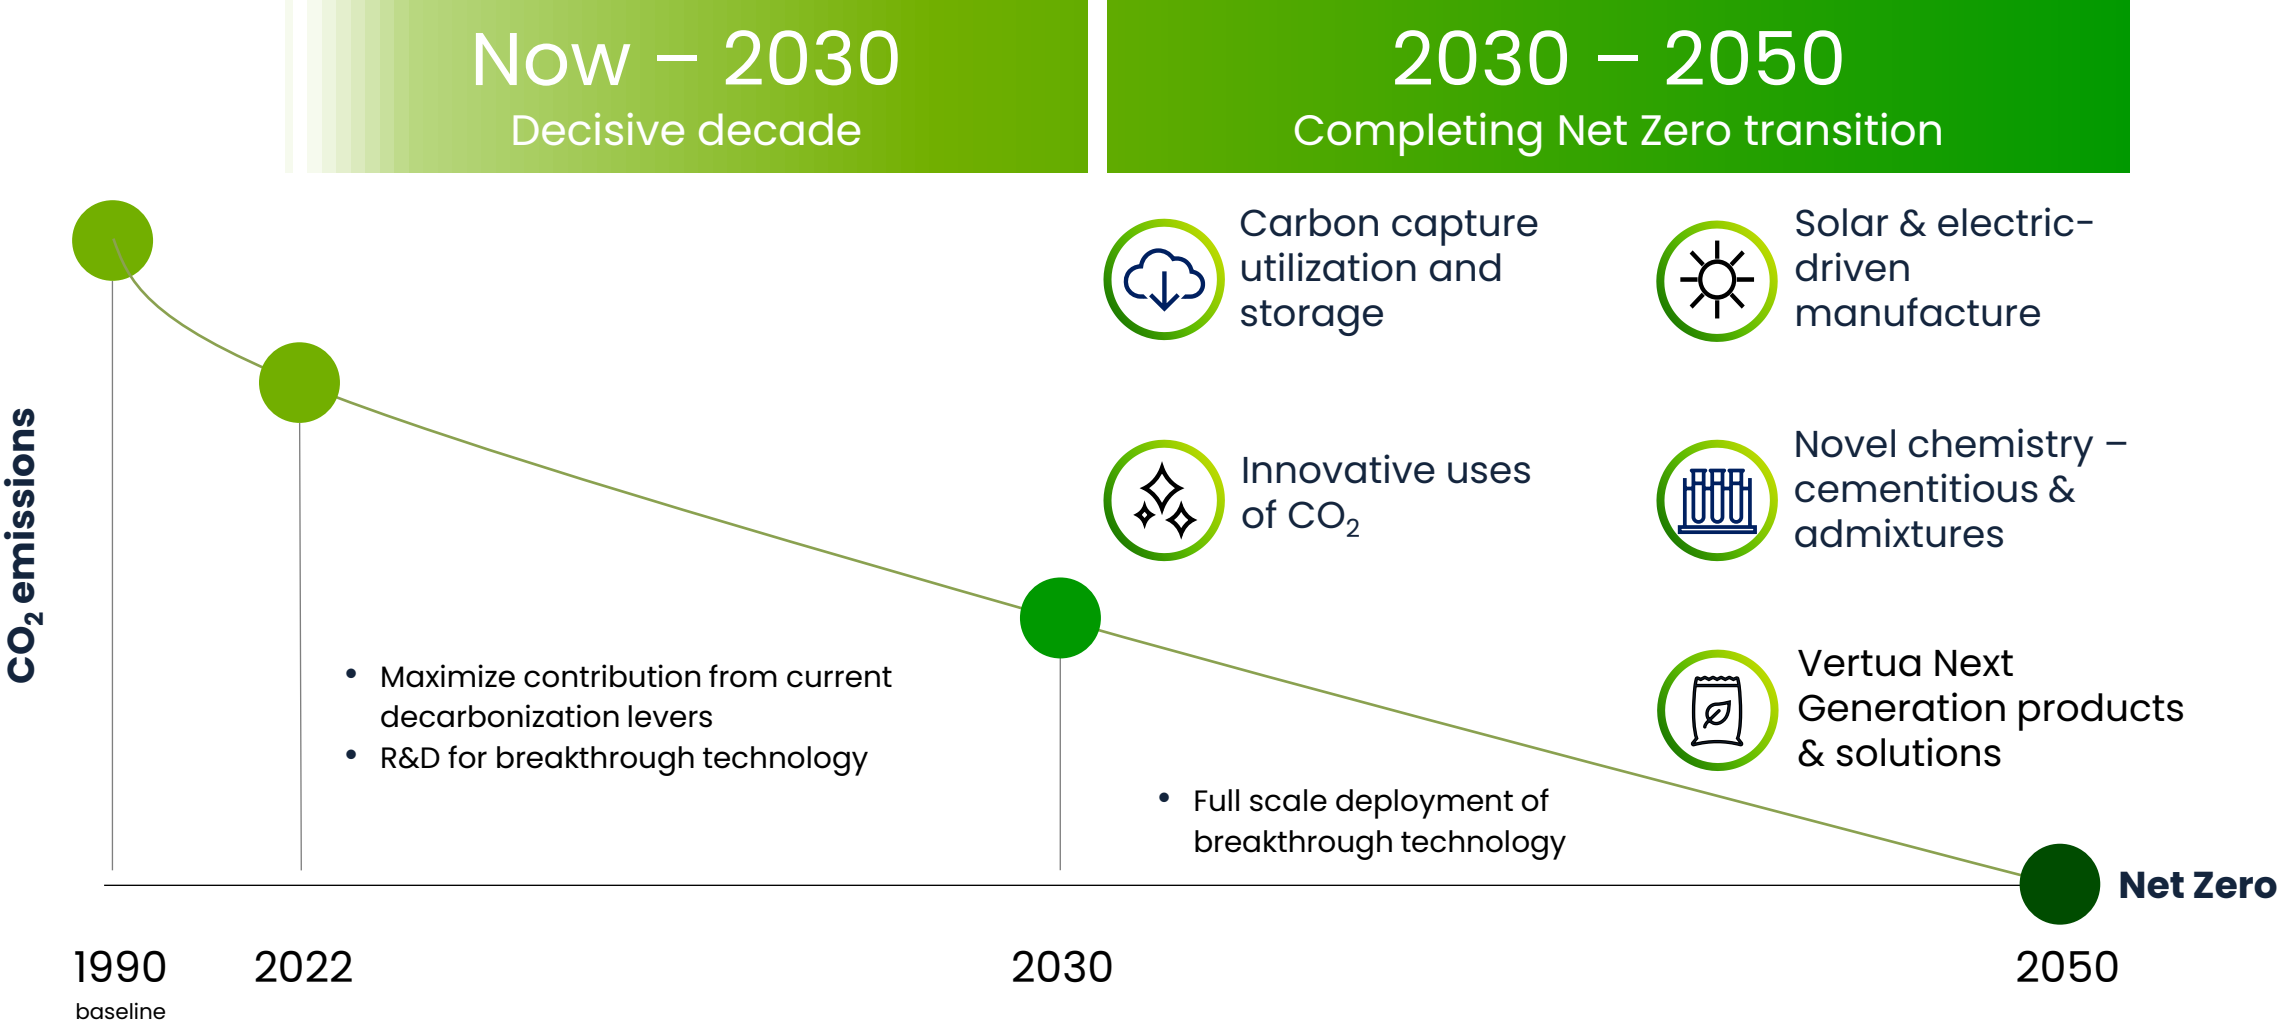 Now – 2030
Decisive decade
2030 – 2050
Completing Net Zero transition
Carbon capture
utilization and
storage
Solar & electric-
driven
manufacture
Innovative uses
of CO₂
Novel chemistry –
cementitious &
admixtures
Vertua Next
Generation products
& solutions
CO₂ emissions
• Maximize contribution from current
decarbonization levers
• R&D for breakthrough technology
• Full scale deployment of
breakthrough technology
Net Zero
1990
baseline
2022
2030
2050